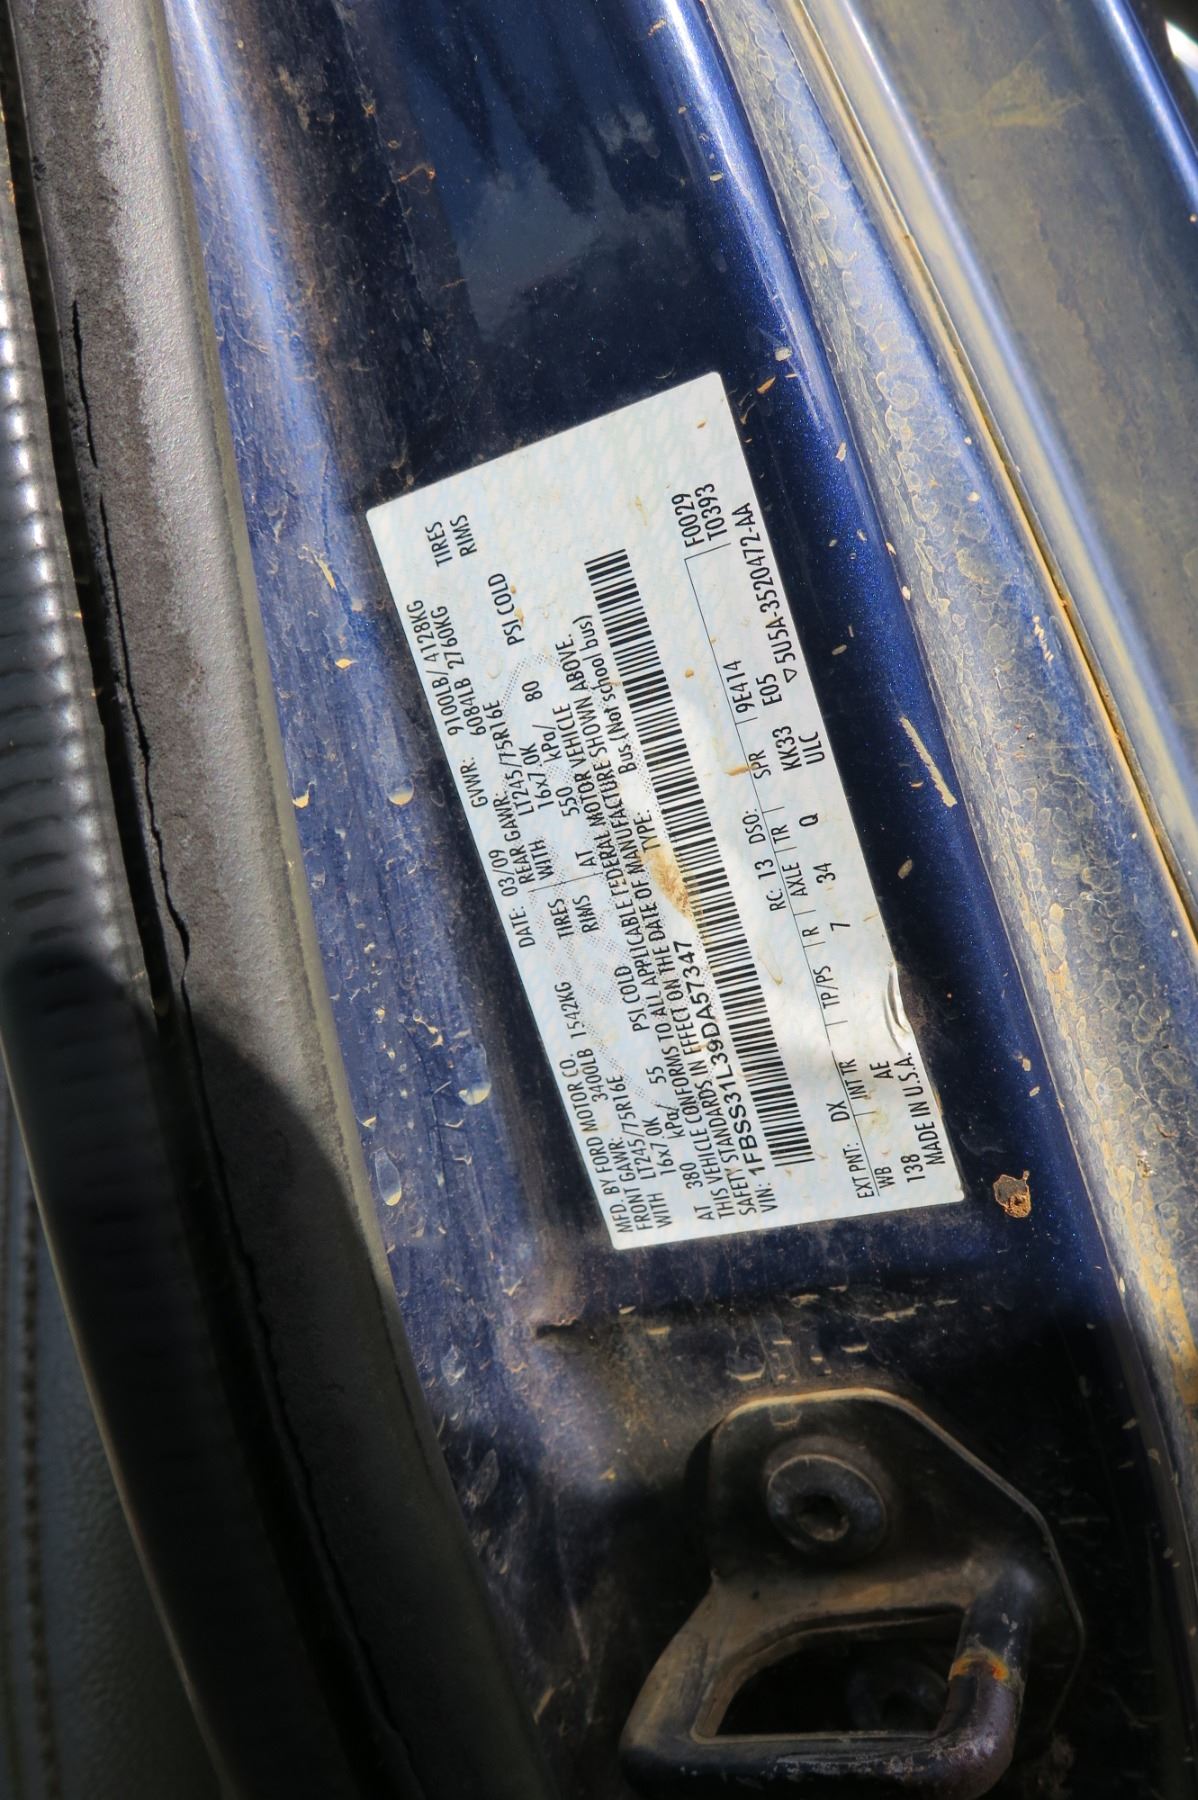 MFD. BY FORD MOTOR CO.
DATE: 03/09 GVWR: 9100LB/4128KG
FRONT GAWR: 3400LB 1542KG
REAR GAWR: 6084LB 2760KG
LT245/75R16E TIRES
WITH LT245/75R16E TIRES
WITH 16x7.0K RIMS
16x7.0K RIMS
AT 380 kPa/ 55 PSI COLD
AT 550 kPa/ 80 PSI COLD
THIS VEHICLE CONFORMS TO ALL APPLICABLE FEDERAL MOTOR VEHICLE
SAFETY STANDARDS IN EFFECT ON THE DATE OF MANUFACTURE SHOWN ABOVE.
VIN: 1FBSS31L39DA57347
TYPE: Bus (Not school bus)
F0029
T0393
EXT PNT: DX RC: 13 DSO: 9E414
WB INT TR TP/PS R AXLE TR SPR
138 AE 7 34 Q KK33 E05
ULC
MADE IN U.S.A. ▽5U5A-3520472-AA